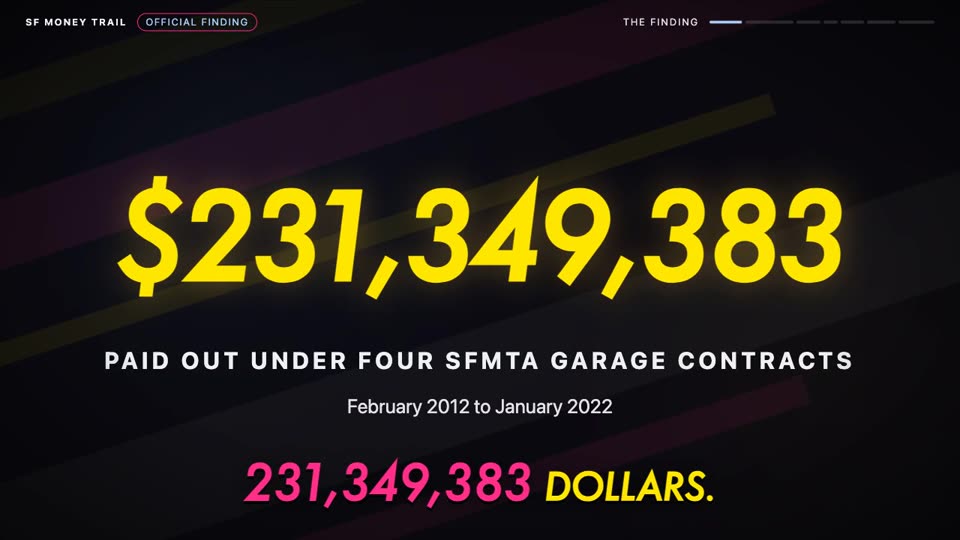 SF MONEY TRAIL OFFICIAL FINDING THE FINDING
$231,349,383
PAID OUT UNDER FOUR SFMTA GARAGE CONTRACTS
February 2012 to January 2022
231,349,383 DOLLARS.